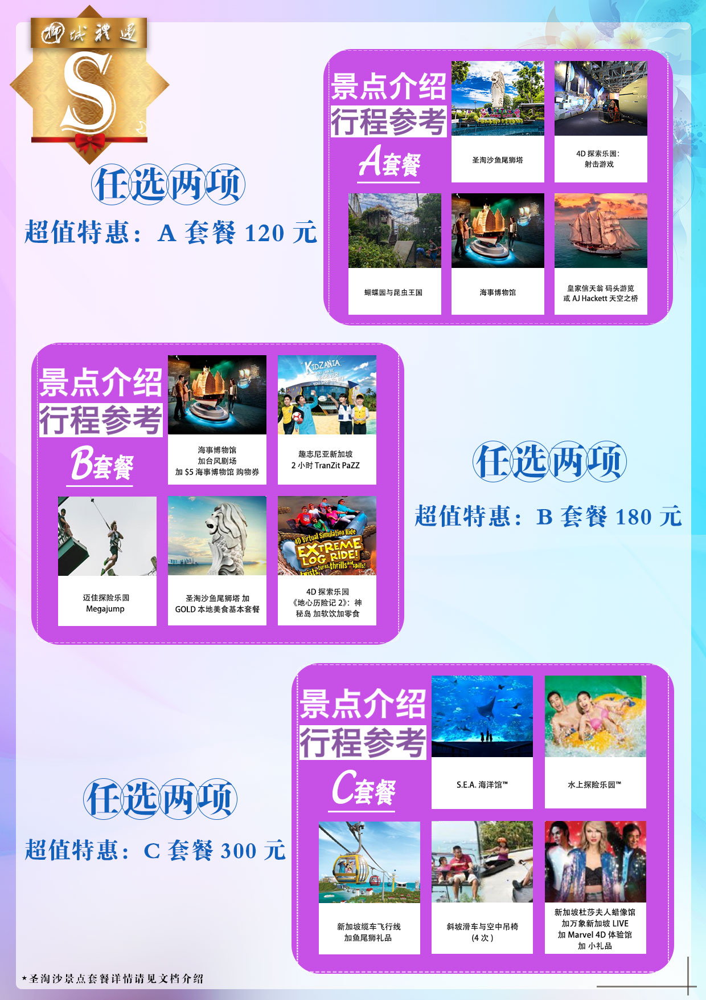 獅城禮遇
S
任选两项
超值特惠：A 套餐 120 元
景点介绍
行程参考
A套餐
圣淘沙鱼尾狮塔
4D 探索乐园：
射击游戏
蝴蝶园与昆虫王国
海事博物馆
皇家信天翁 码头游览
或 AJ Hackett 天空之桥
景点介绍
行程参考
B套餐
海事博物馆
加台风剧场
加 $5 海事博物馆 购物券
KIDZANIA
趣志尼亚新加坡
2 小时 TranZit PaZZ
迈佳探险乐园
Megajump
圣淘沙鱼尾狮塔 加
GOLD 本地美食基本套餐
4D Virtual Simulation Ride
EXTREME
LOG RIDE!
twists, turns, thrills and spills!
4D 探索乐园
《地心历险记 2》：神
秘岛 加软饮加零食
任选两项
超值特惠：B 套餐 180 元
景点介绍
行程参考
C套餐
S.E.A. 海洋馆™
水上探险乐园™
新加坡缆车飞行线
加鱼尾狮礼品
斜坡滑车与空中吊椅
(4 次 )
新加坡杜莎夫人蜡像馆
加万象新加坡 LIVE
加 Marvel 4D 体验馆
加 小礼品
任选两项
超值特惠：C 套餐 300 元
*圣淘沙景点套餐详情请见文档介绍